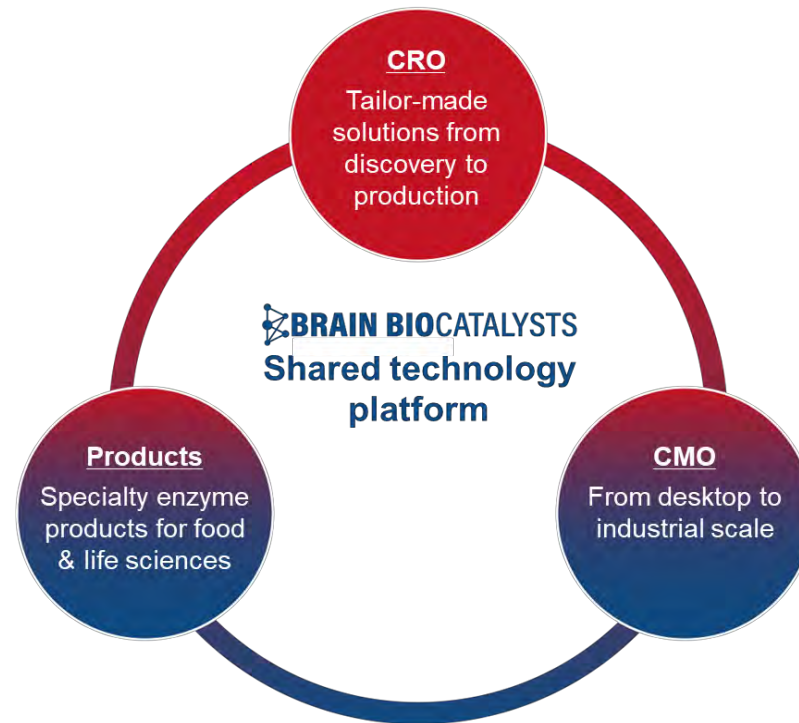 CRO
Tailor-made
solutions from
discovery to
production
BRAIN BIOCATALYSTS
Shared technology
platform
Products
Specialty enzyme
products for food
& life sciences
CMO
From desktop to
industrial scale